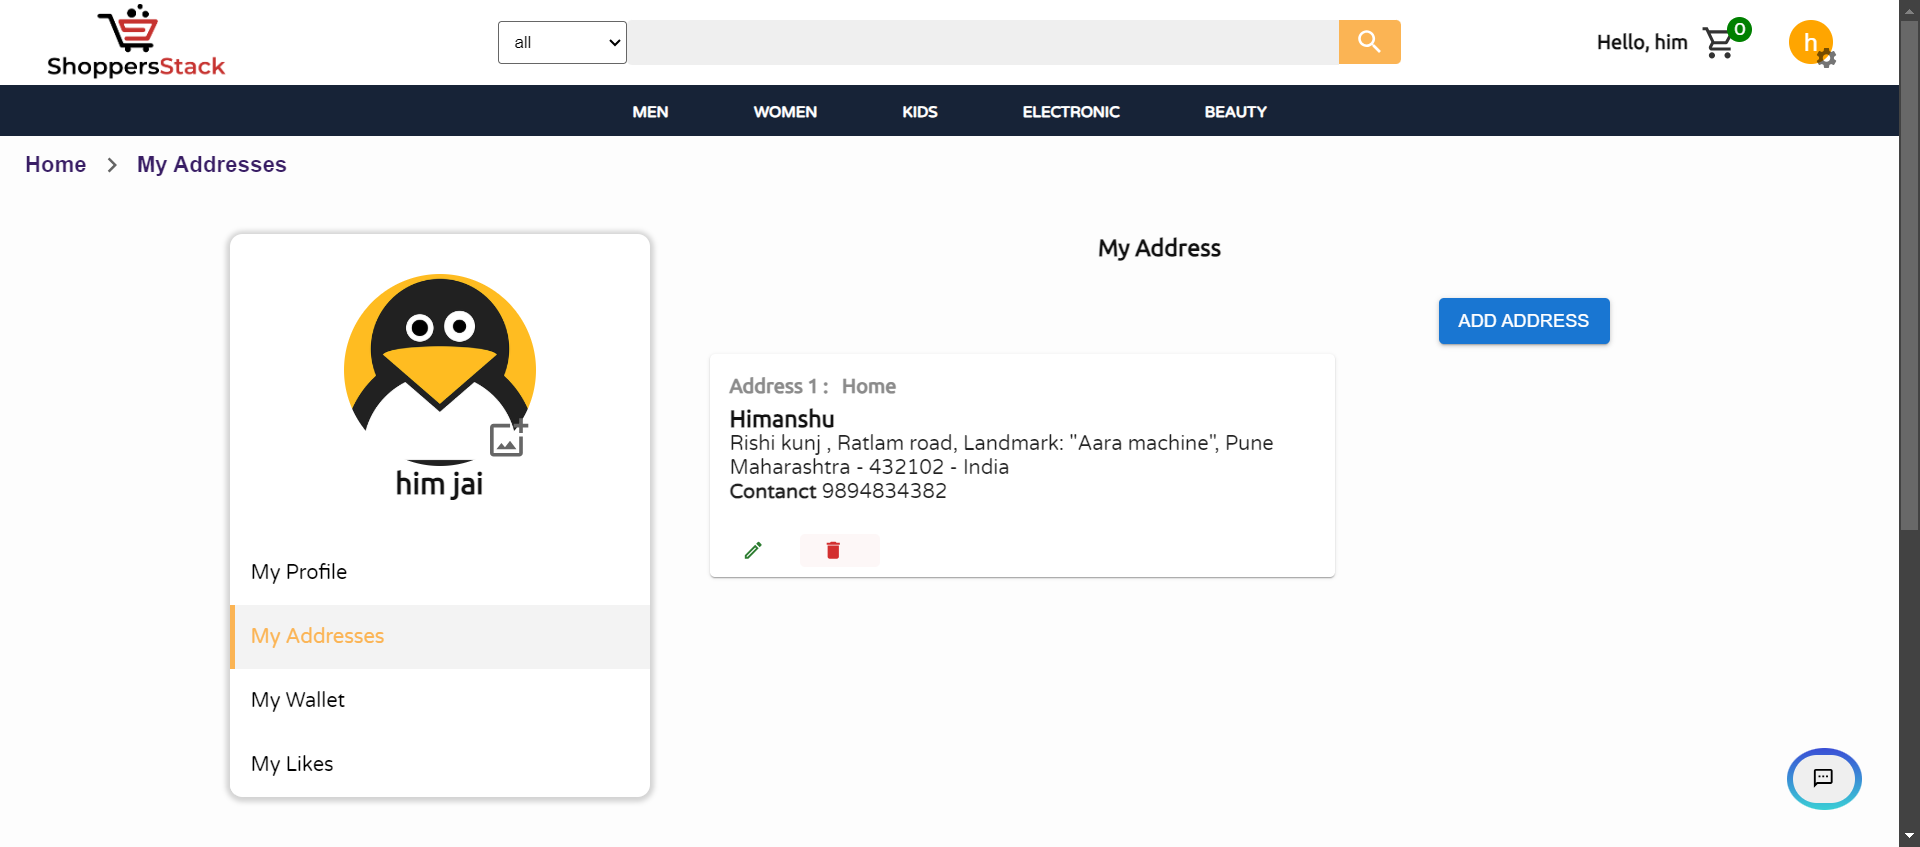 ShoppersStack
all
Hello, him
0
h
MEN WOMEN KIDS ELECTRONIC BEAUTY
Home > My Addresses
him jai
My Profile
My Addresses
My Wallet
My Likes
My Address
ADD ADDRESS
Address 1 : Home
Himanshu
Rishi kunj , Ratlam road, Landmark: "Aara machine", Pune
Maharashtra - 432102 - India
Contanct 9894834382